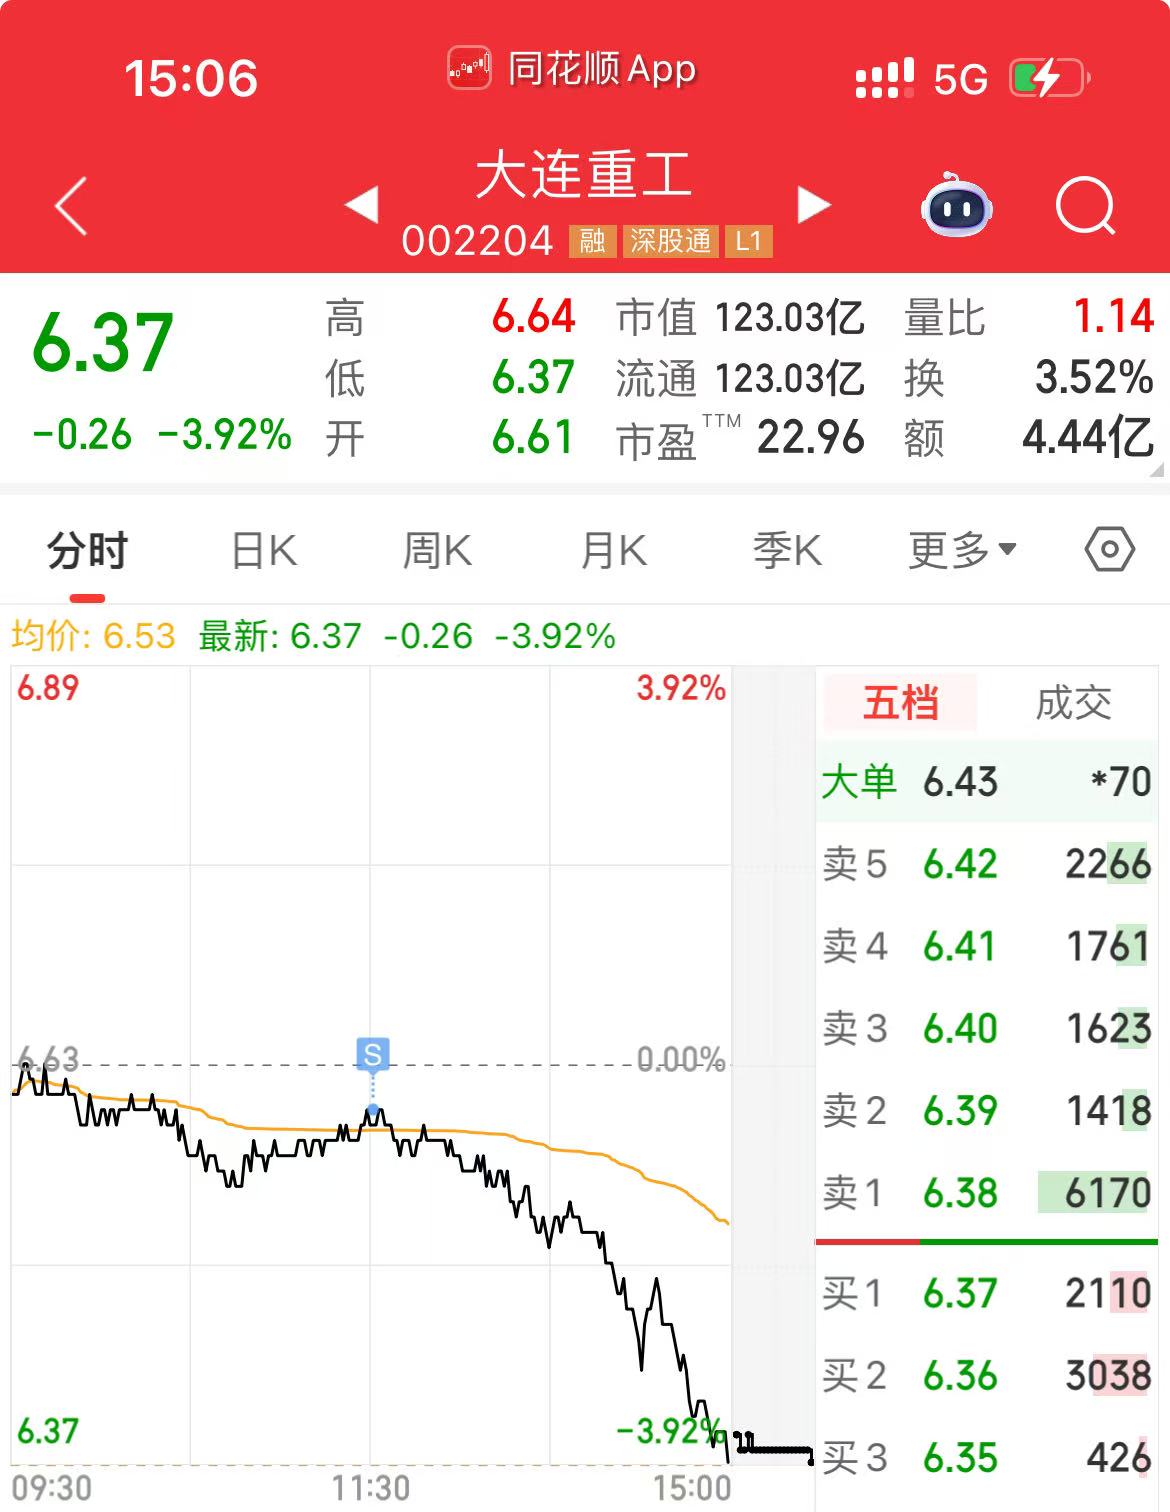 15:06 同花顺App 5G
大连重工
002204 融 深股通 L1
6.37
-0.26 -3.92%
高 6.64 市值 123.03亿 量比 1.14
低 6.37 流通 123.03亿 换 3.52%
开 6.61 市盈TTM 22.96 额 4.44亿
分时 日K 周K 月K 季K 更多
均价: 6.53 最新: 6.37 -0.26 -3.92%
6.89 3.92%
6.63 0.00%
S
6.37 -3.92%
09:30 11:30 15:00
五档 成交
大单 6.43 *70
卖5 6.42 2266
卖4 6.41 1761
卖3 6.40 1623
卖2 6.39 1418
卖1 6.38 6170
买1 6.37 2110
买2 6.36 3038
买3 6.35 426